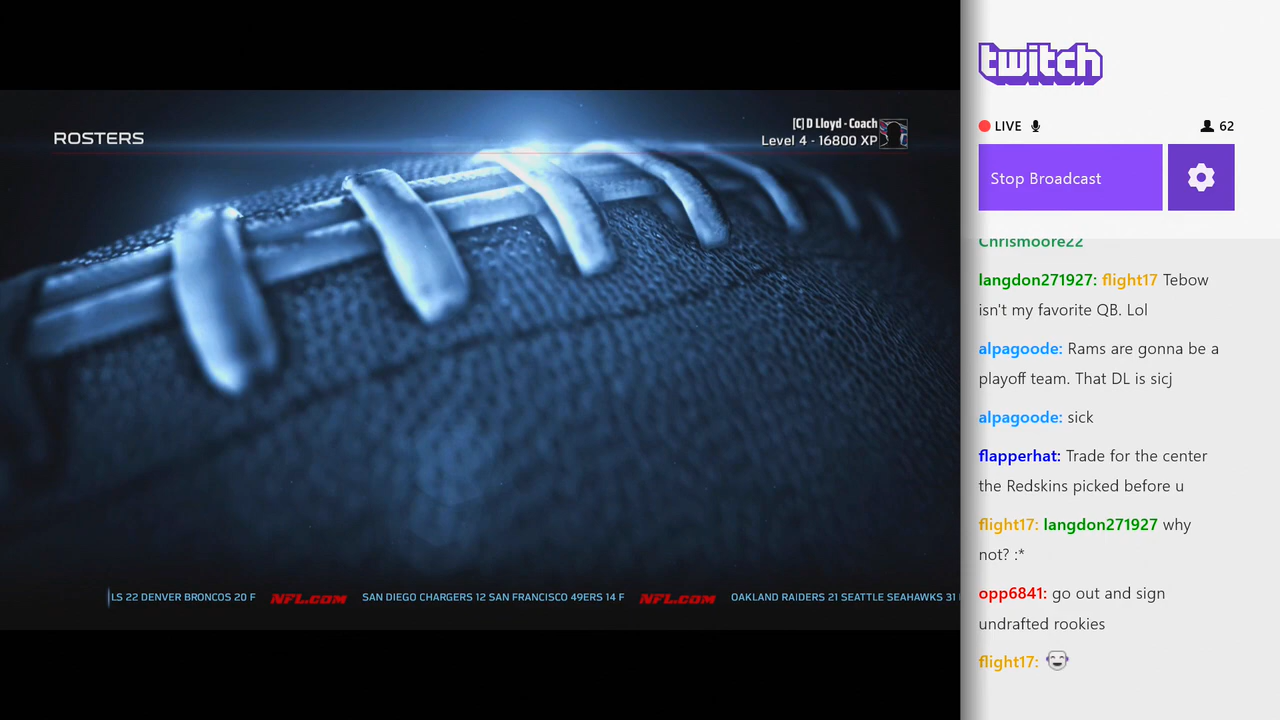 ROSTERS
[C] D Lloyd - Coach
Level 4 - 16800 XP
LS 22 DENVER BRONCOS 20 F NFL.COM SAN DIEGO CHARGERS 12 SAN FRANCISCO 49ERS 14 F NFL.COM OAKLAND RAIDERS 21 SEATTLE SEAHAWKS 31
twitch
LIVE 62
Stop Broadcast
Chrismoore22
langdon271927: flight17 Tebow
isn't my favorite QB. Lol
alpagoode: Rams are gonna be a
playoff team. That DL is sicj
alpagoode: sick
flapperhat: Trade for the center
the Redskins picked before u
flight17: langdon271927 why
not? :*
opp6841: go out and sign
undrafted rookies
flight17: